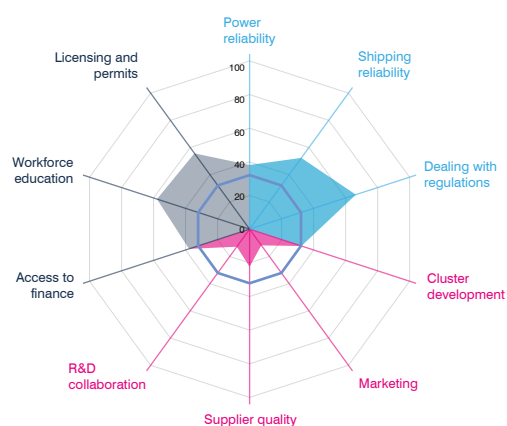 Power
reliability
Shipping
reliability
Dealing with
regulations
Cluster
development
Marketing
Supplier quality
R&D
collaboration
Access to
finance
Workforce
education
Licensing and
permits
100
80
60
40
20
0